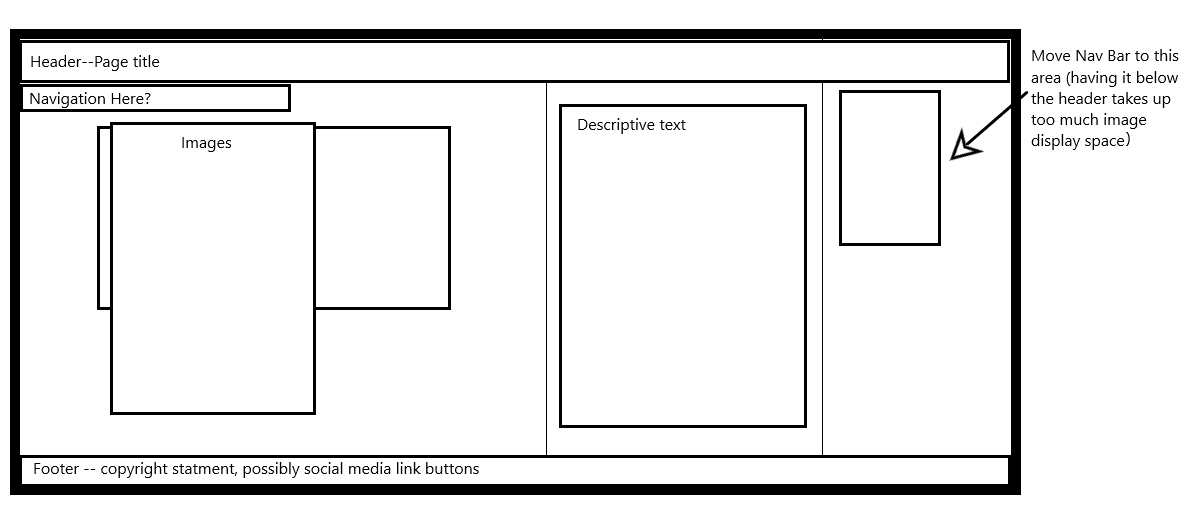 Header--Page title
Navigation Here?
Images
Descriptive text
Move Nav Bar to this
area (having it below
the header takes up
too much image
display space)
Footer -- copyright statment, possibly social media link buttons